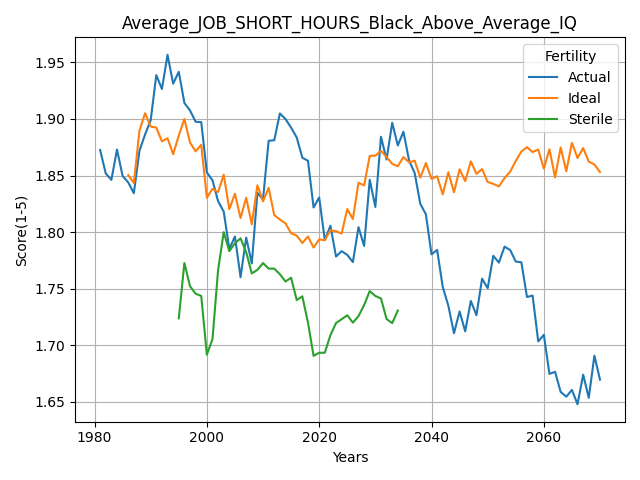 Average_JOB_SHORT_HOURS_Black_Above_Average_IQ
Fertility
Actual
Ideal
Sterile
Score(1-5)
1.95
1.90
1.85
1.80
1.75
1.70
1.65
1980
2000
2020
2040
2060
Years